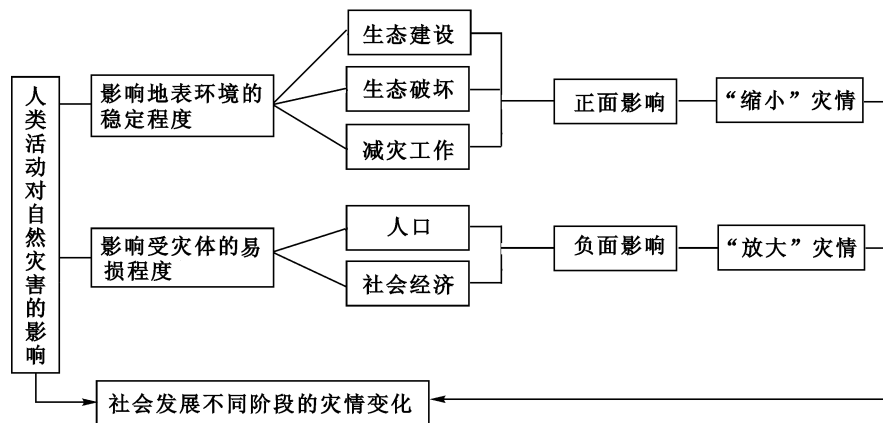 人类活动对自然灾害的影响
影响地表环境的
稳定程度
生态建设
生态破坏
减灾工作
正面影响
“缩小”灾情
影响受灾体的易
损程度
人口
社会经济
负面影响
“放大”灾情
社会发展不同阶段的灾情变化